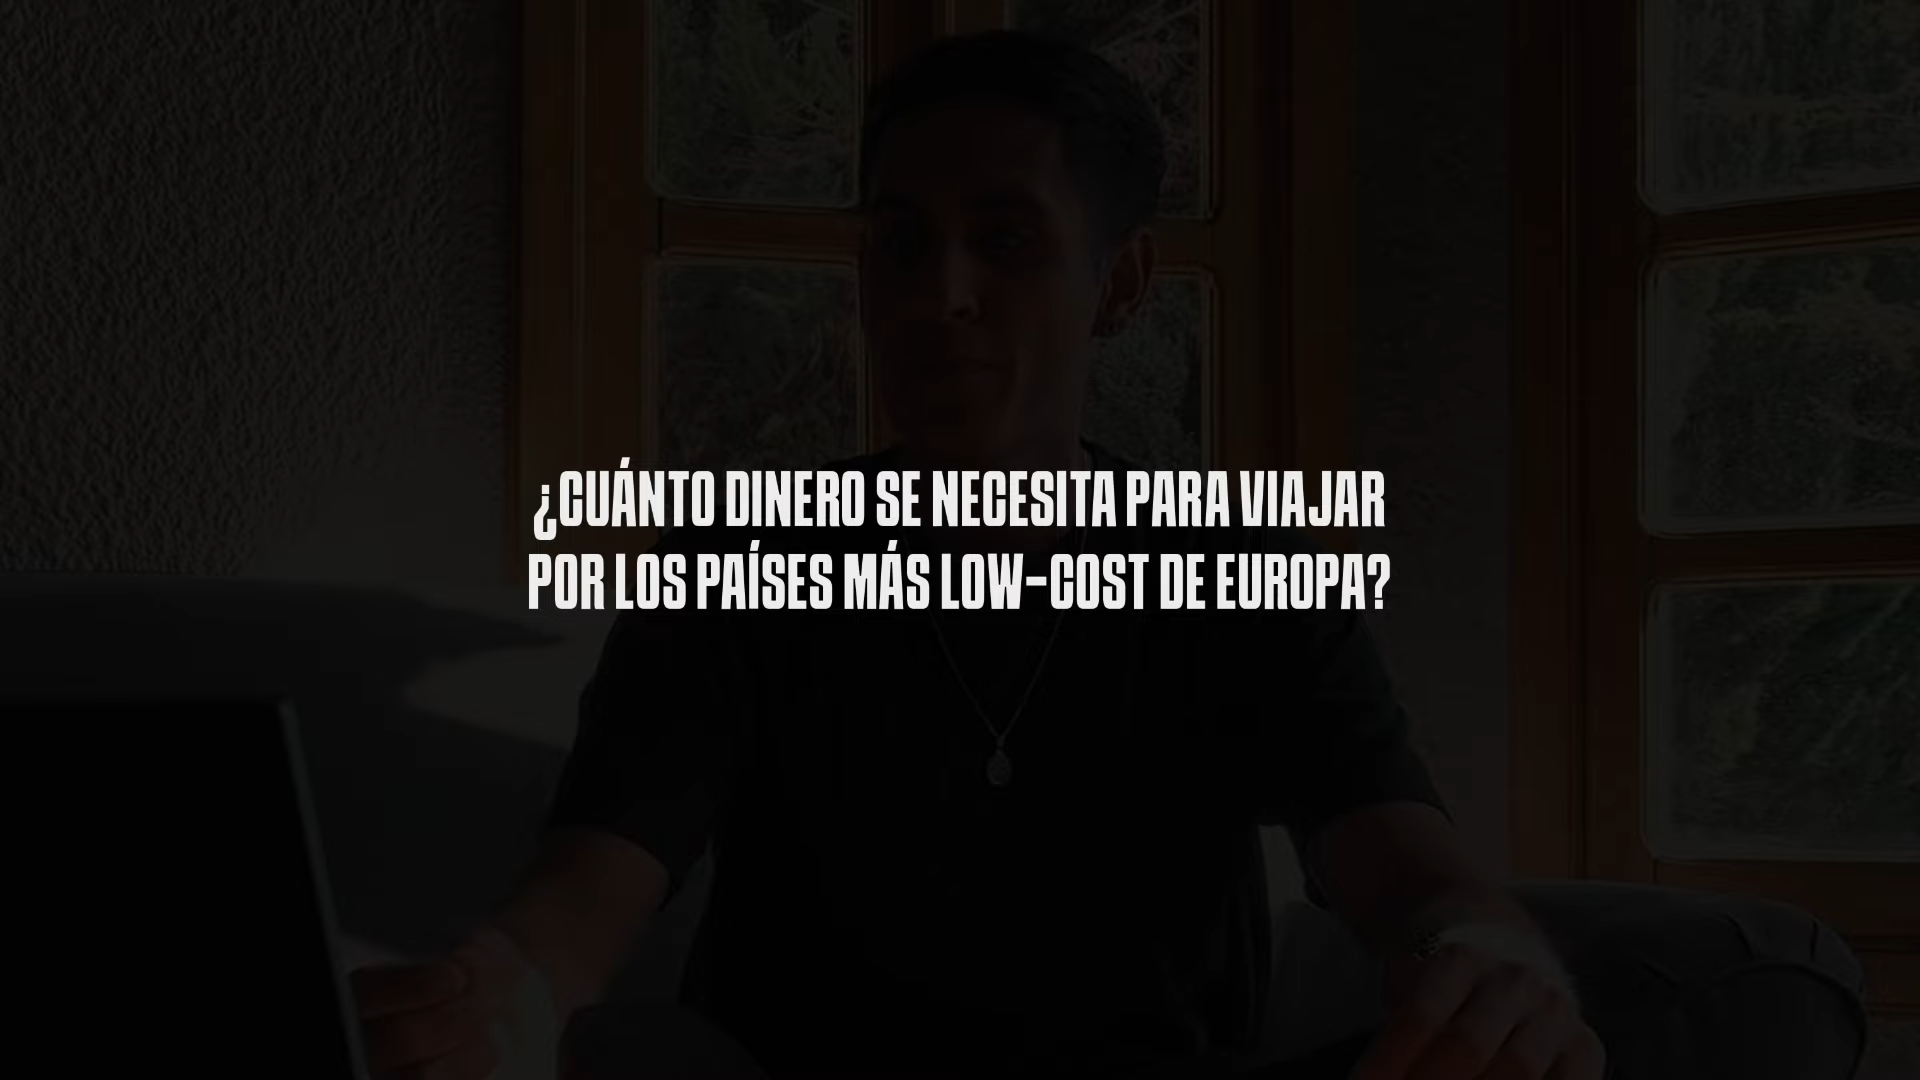 ¿CUÁNTO DINERO SE NECESITA PARA VIAJAR
POR LOS PAÍSES MÁS LOW-COST DE EUROPA?